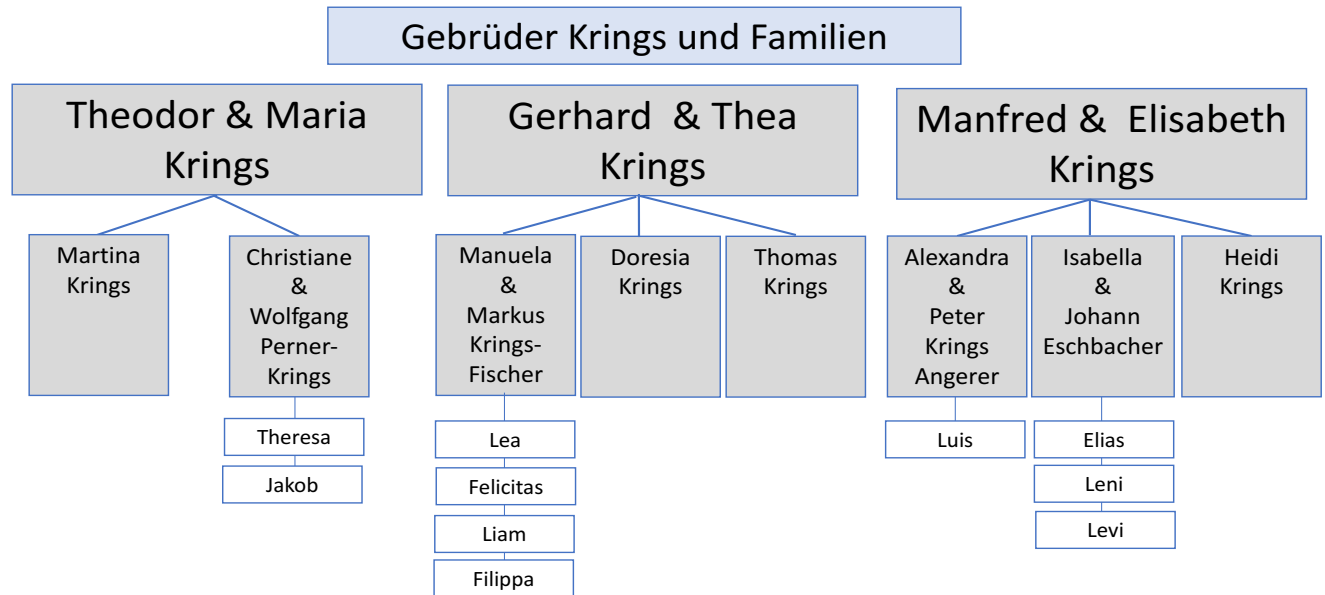 Gebrüder Krings und Familien
Theodor & Maria
Krings
Gerhard & Thea
Krings
Manfred & Elisabeth
Krings
Martina
Krings
Christiane
&
Wolfgang
Perner-
Krings
Manuela
&
Markus
Krings-
Fischer
Doresia
Krings
Thomas
Krings
Alexandra
&
Peter
Krings
Angerer
Isabella
&
Johann
Eschbacher
Heidi
Krings
Theresa
Jakob
Lea
Felicitas
Liam
Filippa
Luis
Elias
Leni
Levi